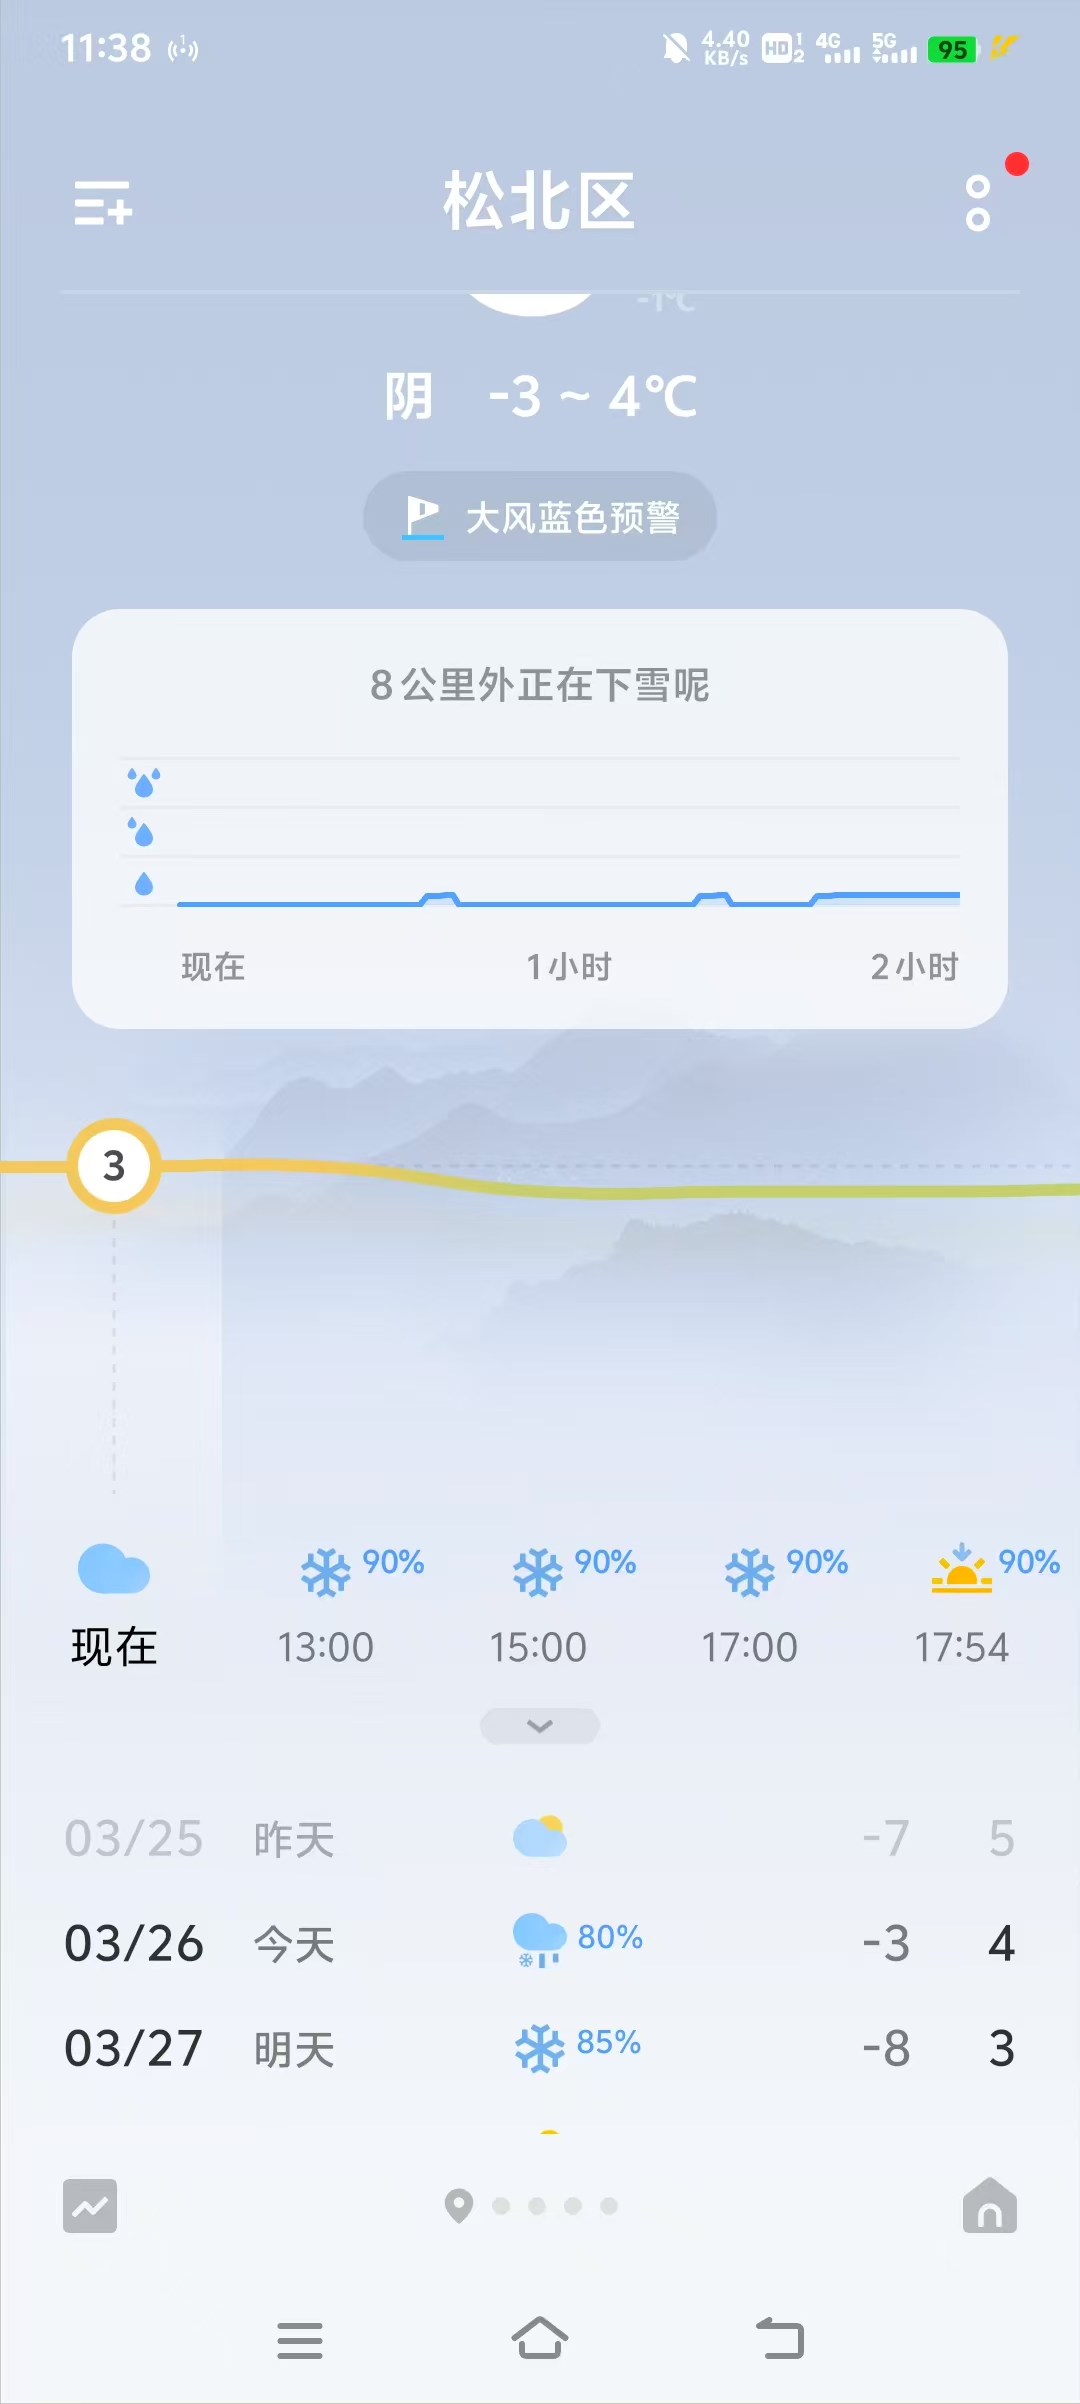 11:38 4.40 KB/s HD 1 2 4G 5G 95
松北区
-1℃
阴 -3 ~ 4℃
大风蓝色预警
8公里外正在下雪呢
现在 1小时 2小时
3
90% 90% 90% 90%
现在 13:00 15:00 17:00 17:54
03/25 昨天 -7 5
03/26 今天 80% -3 4
03/27 明天 85% -8 3